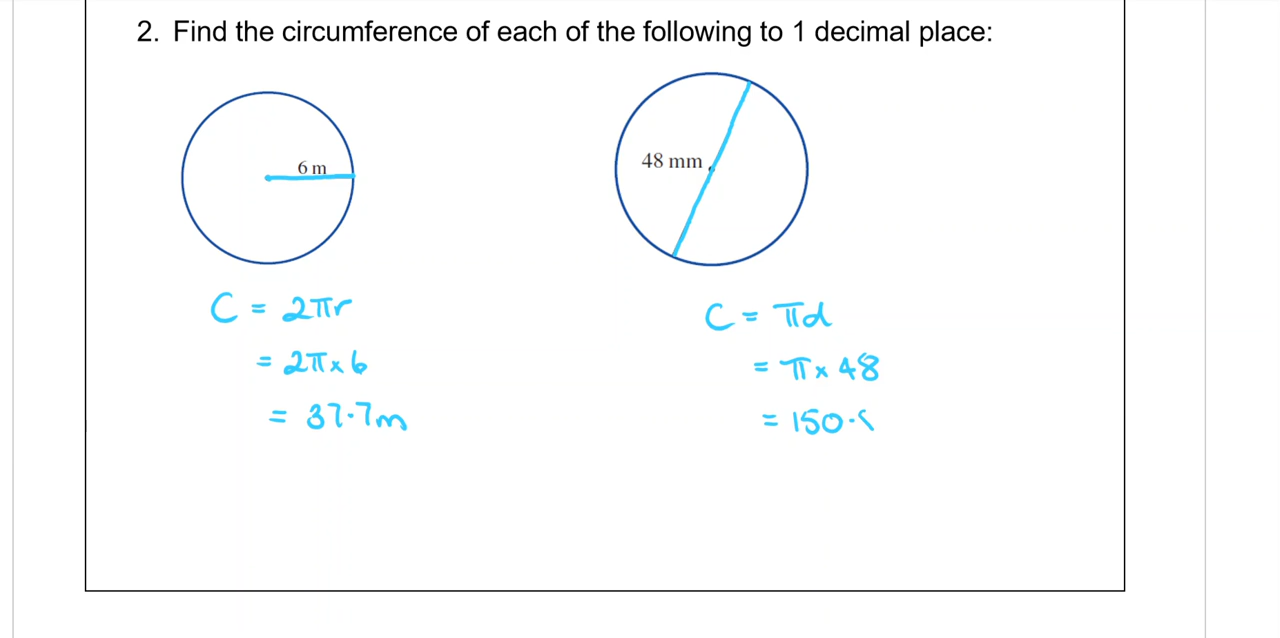 2. Find the circumference of each of the following to 1 decimal place:
6 m
48 mm
C = 2πr
= 2π × 6
= 37.7m
C = πd
= π × 48
= 150.